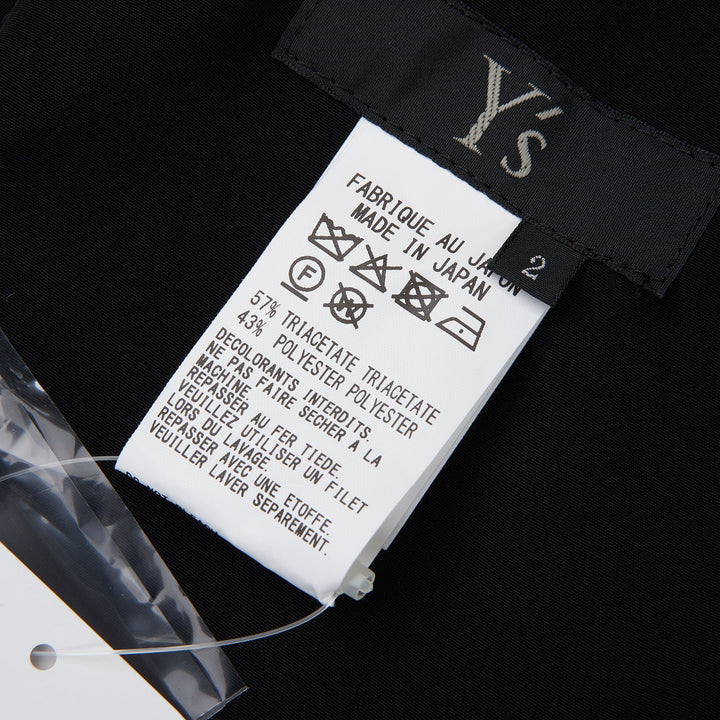 Y's
2
FABRIQUE AU JAPON
MADE IN JAPAN
F
W
57% TRIACETATE TRIACETATE
43% POLYESTER POLYESTER
DECOLORANTS INTERDITS.
NE PAS FAIRE SECHER À LA
MACHINE
REPASSER AU FER TIEDE.
VEUILLEZ UTILISER UN FILET
LORS DU LAVAGE.
REPASSER AVEC UNE ETOFFE.
VEUILLER LAVER SEPAREMENT.